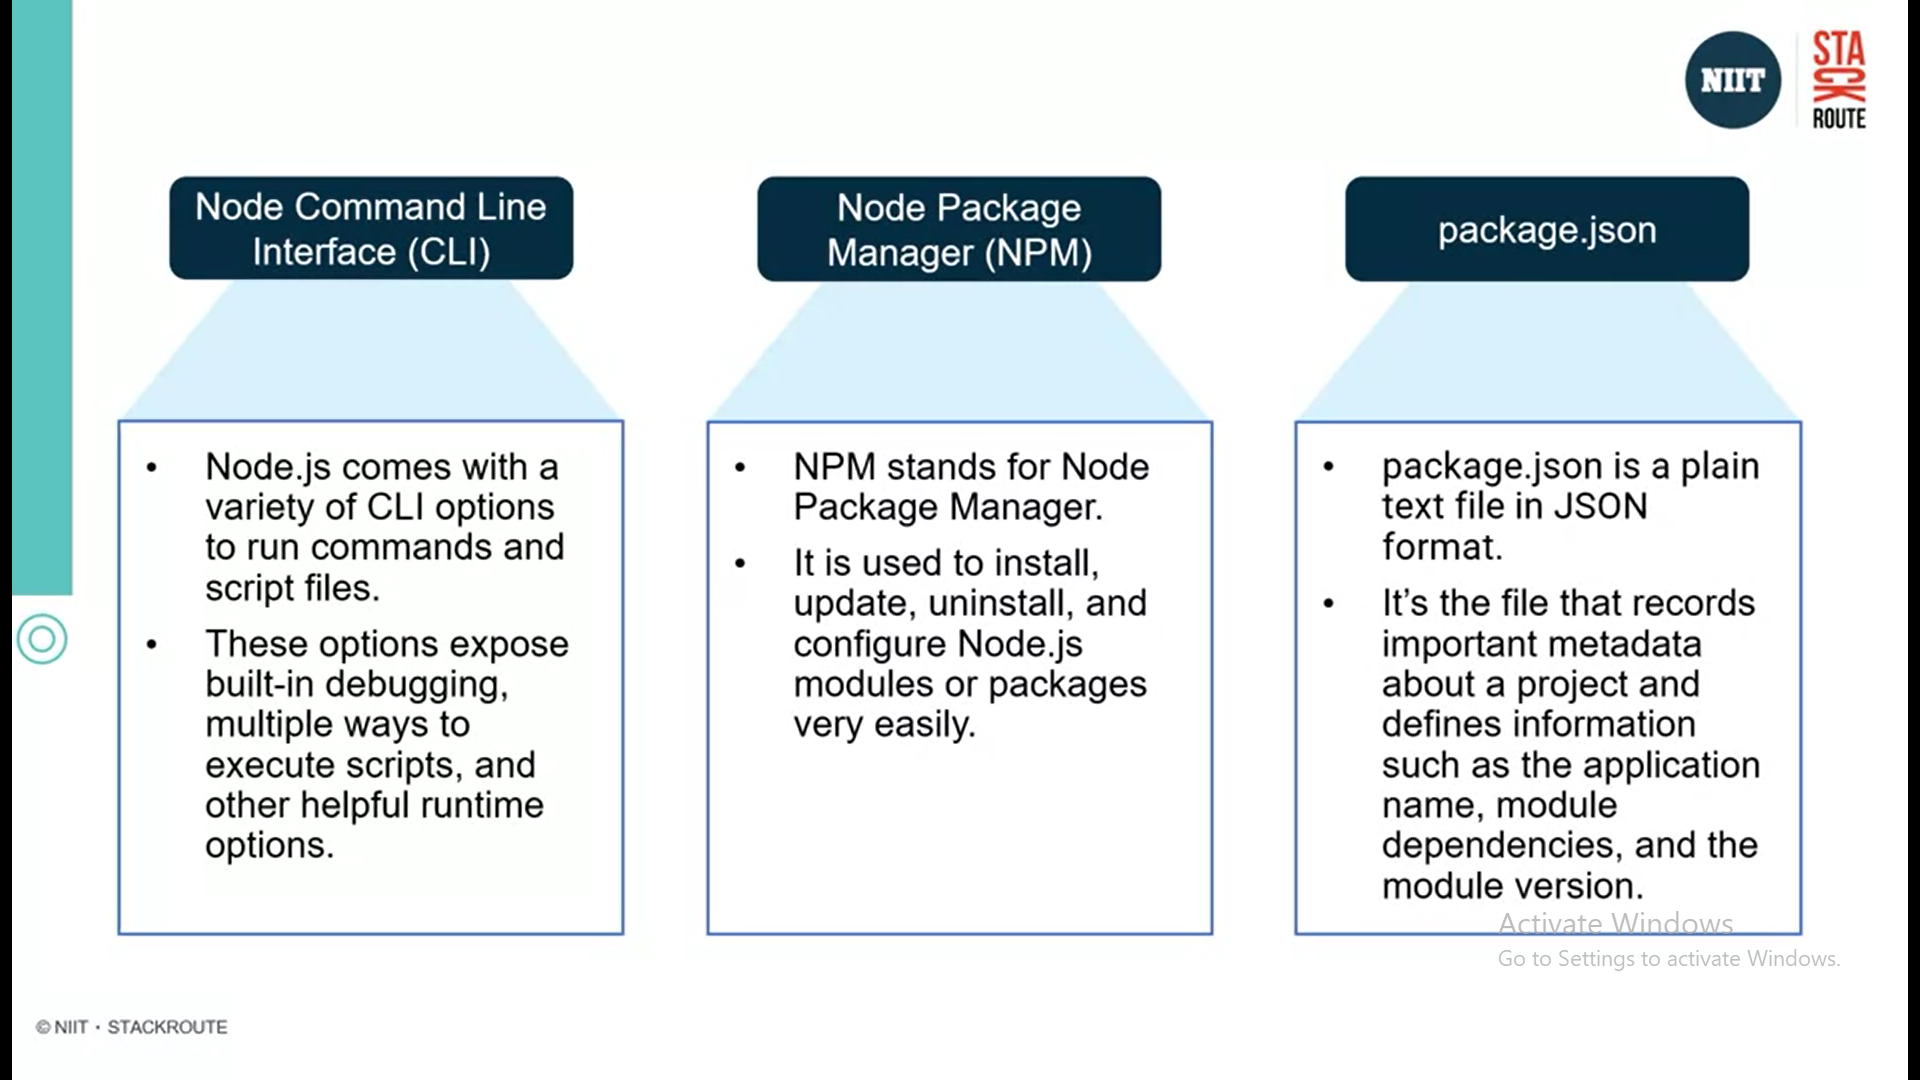 NIIT
STA
CK
ROUTE
Node Command Line
Interface (CLI)
Node Package
Manager (NPM)
package.json
• Node.js comes with a
variety of CLI options
to run commands and
script files.
• These options expose
built-in debugging,
multiple ways to
execute scripts, and
other helpful runtime
options.
• NPM stands for Node
Package Manager.
• It is used to install,
update, uninstall, and
configure Node.js
modules or packages
very easily.
• package.json is a plain
text file in JSON
format.
• It’s the file that records
important metadata
about a project and
defines information
such as the application
name, module
dependencies, and the
module version.
Activate Windows
Go to Settings to activate Windows.
© NIIT · STACKROUTE